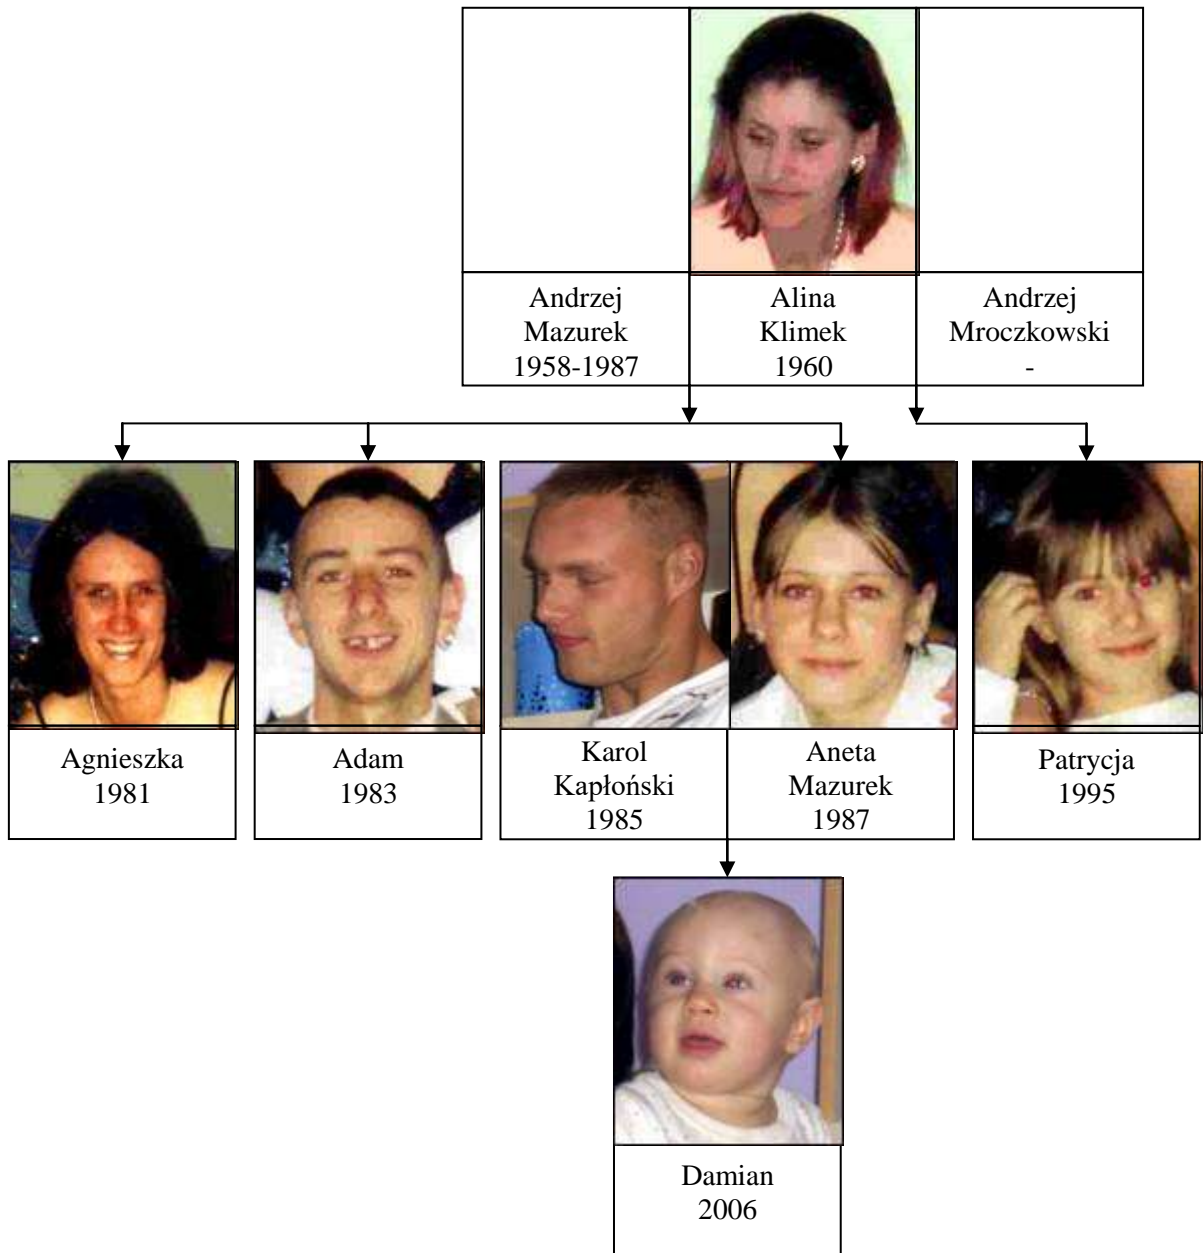 Andrzej
Mazurek
1958-1987
Alina
Klimek
1960
Andrzej
Mroczkowski
-
Agnieszka
1981
Adam
1983
Karol
Kapłoński
1985
Aneta
Mazurek
1987
Patrycja
1995
Damian
2006